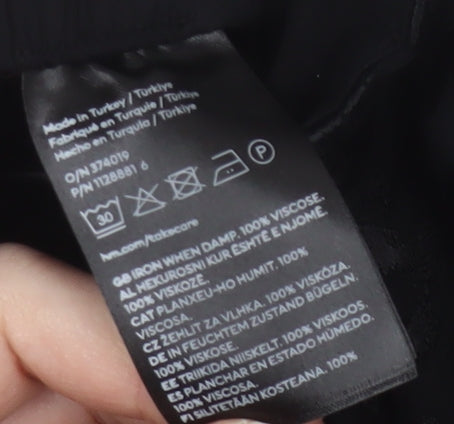 Made in Turkey / Türkiye
Fabriqué en Turquie / Türkiye
Hecho en Turquía / Türkiye
O/N 374019
P/N 1128881 6
30
P
hm.com/takecare
GB IRON WHEN DAMP. 100% VISCOSE.
AL HEKUROSNI KUR ËSHTË E NJOMË.
100% VISKOZË.
CAT PLANXEU-HO HUMIT. 100%
VISCOSA.
CZ ŽEHLIT ZA VLHKA. 100% VISKÓZA.
DE IN FEUCHTEM ZUSTAND BÜGELN.
100% VISKOSE.
EE TRIIKIDA NIISKELT. 100% VISKOOS.
ES PLANCHAR EN ESTADO HÚMEDO.
100% VISCOSA.
FI SILITETÄÄN KOSTEANA. 100%